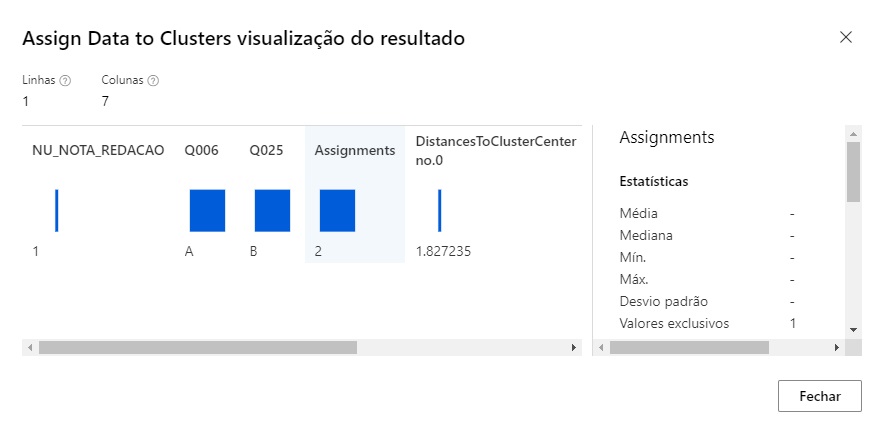 Assign Data to Clusters visualização do resultado
Linhas
Colunas
1
7
NU_NOTA_REDACAO
Q006
Q025
Assignments
DistancesToClusterCenter
no.0
1
A
B
2
1.827235
Assignments
Estatísticas
Média -
Mediana -
Mín. -
Máx. -
Desvio padrão -
Valores exclusivos 1
Fechar